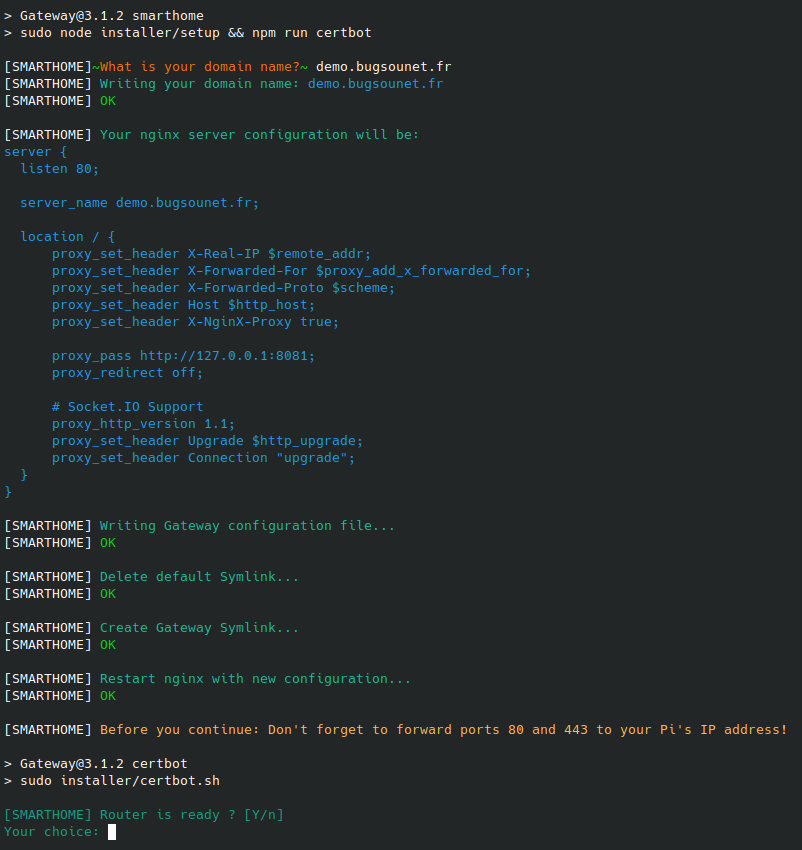 > Gateway@3.1.2 smarthome
> sudo node installer/setup && npm run certbot

[SMARTHOME]~What is your domain name?~ demo.bugsounet.fr
[SMARTHOME] Writing your domain name: demo.bugsounet.fr
[SMARTHOME] OK

[SMARTHOME] Your nginx server configuration will be:
server {
  listen 80;

  server_name demo.bugsounet.fr;

  location / {
      proxy_set_header X-Real-IP $remote_addr;
      proxy_set_header X-Forwarded-For $proxy_add_x_forwarded_for;
      proxy_set_header X-Forwarded-Proto $scheme;
      proxy_set_header Host $http_host;
      proxy_set_header X-NginX-Proxy true;

      proxy_pass http://127.0.0.1:8081;
      proxy_redirect off;

      # Socket.IO Support
      proxy_http_version 1.1;
      proxy_set_header Upgrade $http_upgrade;
      proxy_set_header Connection "upgrade";
  }
}

[SMARTHOME] Writing Gateway configuration file...
[SMARTHOME] OK

[SMARTHOME] Delete default Symlink...
[SMARTHOME] OK

[SMARTHOME] Create Gateway Symlink...
[SMARTHOME] OK

[SMARTHOME] Restart nginx with new configuration...
[SMARTHOME] OK

[SMARTHOME] Before you continue: Don't forget to forward ports 80 and 443 to your Pi's IP address!

> Gateway@3.1.2 certbot
> sudo installer/certbot.sh

[SMARTHOME] Router is ready ? [Y/n]
Your choice: